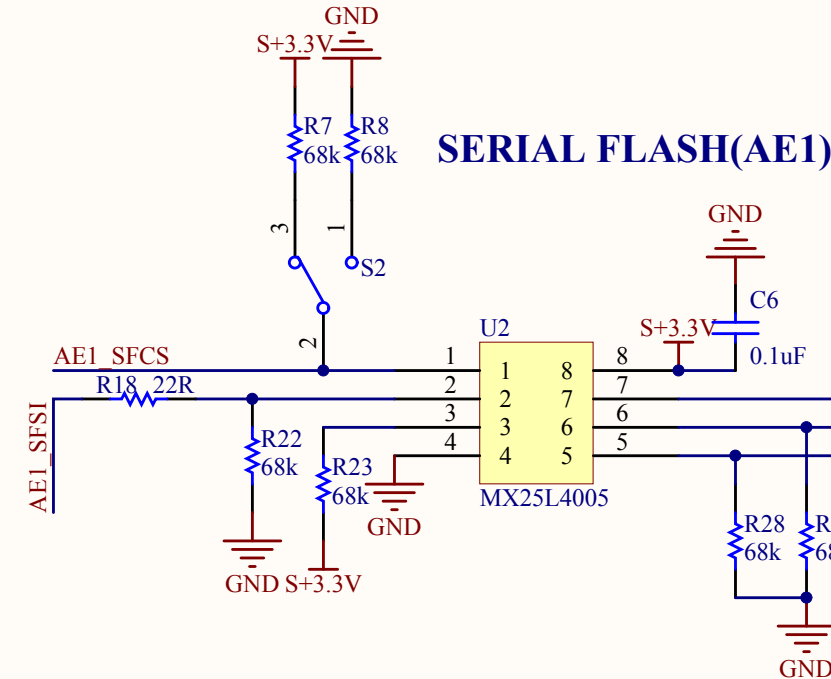 GND
S+3.3V
R7
68k
R8
68k
SERIAL FLASH(AE1)
3
1
S2
2
GND
C6
0.1uF
S+3.3V
U2
AE1_SFCS
R18 22R
AE1_SFSI
1 1 8 8
2 2 7 7
3 3 6 6
4 4 5 5
MX25L4005
R22
68k
R23
68k
GND
GND
S+3.3V
R28
68k
R
68
GND